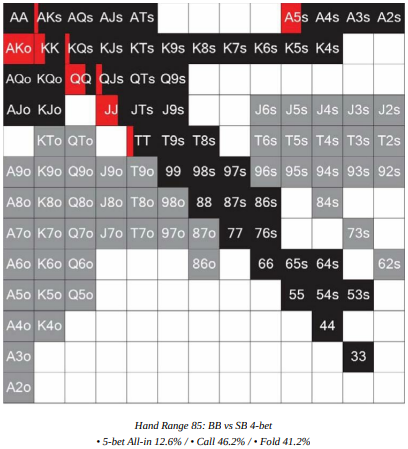 AA AKs AQs AJs ATs A5s A4s A3s A2s
AKo KK KQs KJs KTs K9s K8s K7s K6s K5s K4s
AQo KQo QQ QJs QTs Q9s
AJo KJo JJ JTs J9s J6s J5s J4s J3s J2s
KTo QTo TT T9s T8s T6s T5s T4s T3s T2s
A9o K9o Q9o J9o T9o 99 98s 97s 96s 95s 94s 93s 92s
A8o K8o Q8o J8o T8o 98o 88 87s 86s 84s
A7o K7o Q7o J7o T7o 97o 87o 77 76s 73s
A6o K6o Q6o 86o 66 65s 64s 62s
A5o K5o Q5o 55 54s 53s
A4o K4o 44
A3o 33
A2o
Hand Range 85: BB vs SB 4-bet
• 5-bet All-in 12.6% / • Call 46.2% / • Fold 41.2%